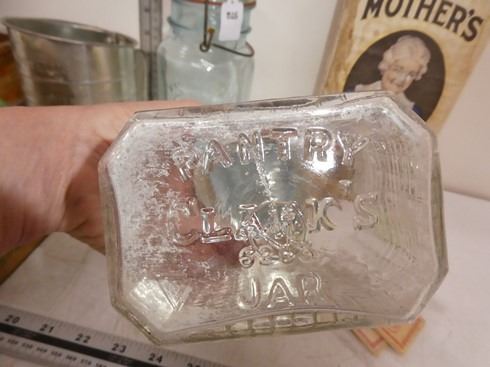 MOTHER'S
PANTRY
CLARK'S
JAR
20 21 22 23 24